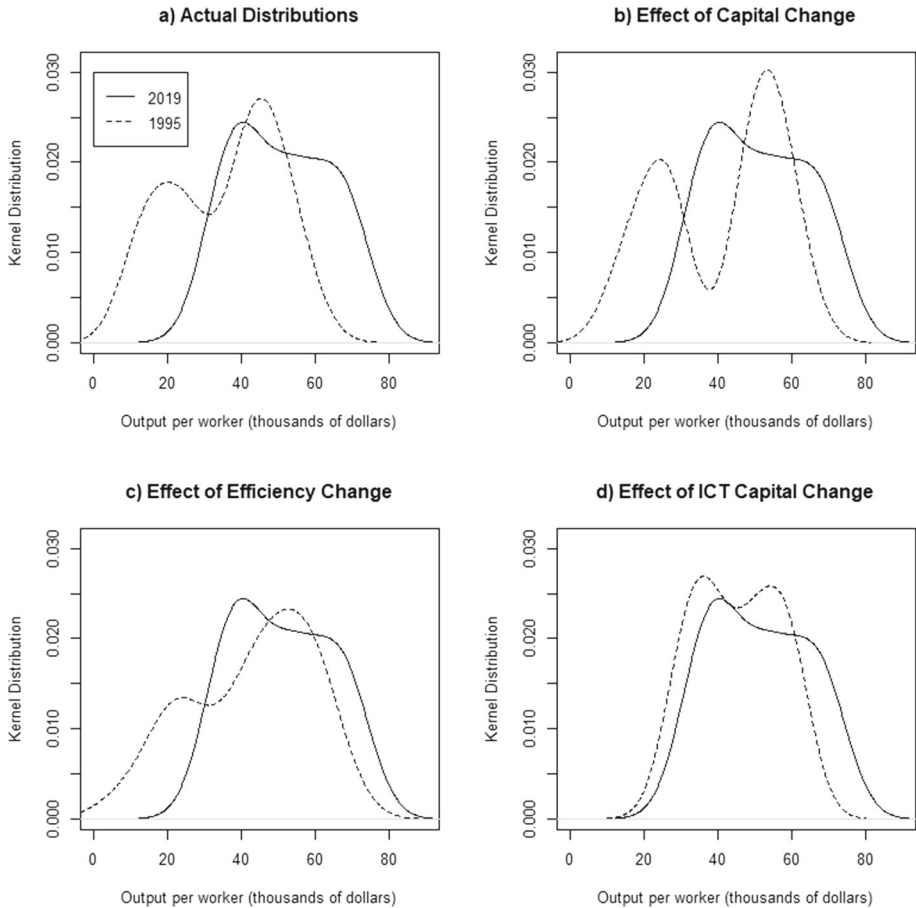 a) Actual Distributions
0.030
0.020
0.010
0.000
Kernel Distribution
2019
1995
0 20 40 60 80
Output per worker (thousands of dollars)
b) Effect of Capital Change
0.030
0.020
0.010
0.000
Kernel Distribution
0 20 40 60 80
Output per worker (thousands of dollars)
c) Effect of Efficiency Change
0.030
0.020
0.010
0.000
Kernel Distribution
0 20 40 60 80
Output per worker (thousands of dollars)
d) Effect of ICT Capital Change
0.030
0.020
0.010
0.000
Kernel Distribution
0 20 40 60 80
Output per worker (thousands of dollars)